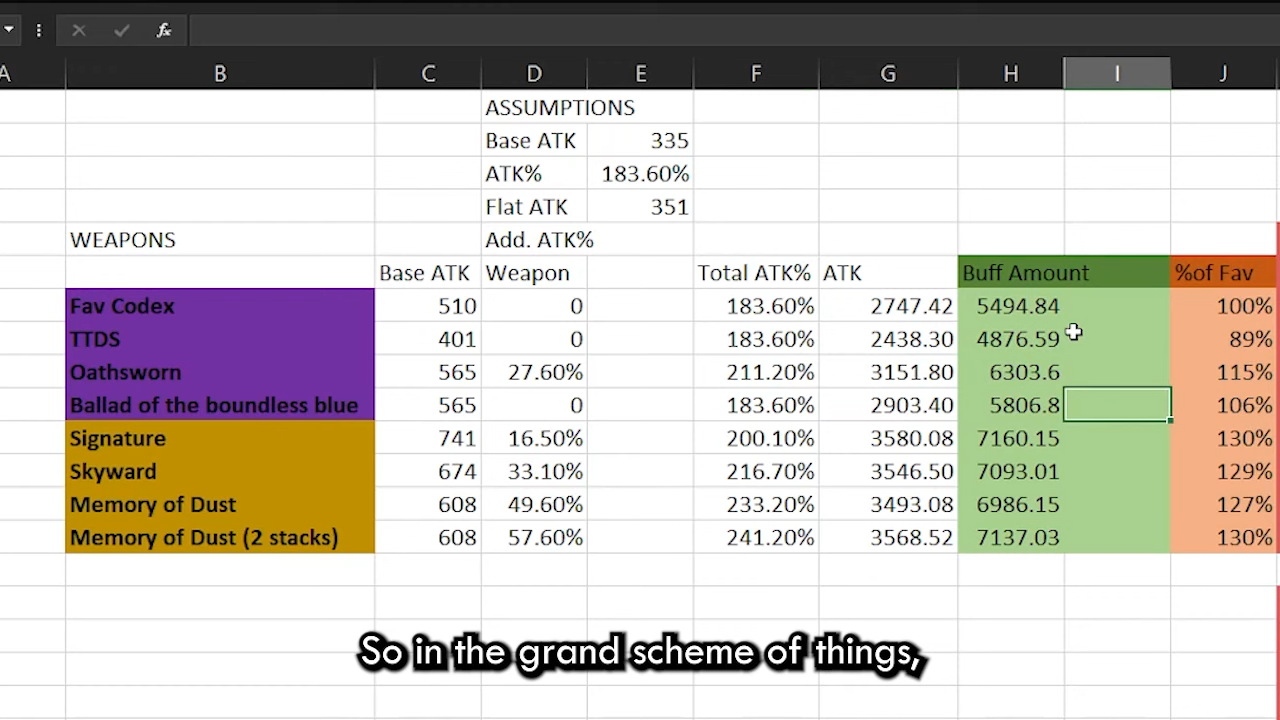 fx
A B C D E F G H I J
ASSUMPTIONS
Base ATK 335
ATK% 183.60%
Flat ATK 351
WEAPONS Add. ATK%
Base ATK Weapon Total ATK% ATK Buff Amount %of Fav
Fav Codex 510 0 183.60% 2747.42 5494.84 100%
TTDS 401 0 183.60% 2438.30 4876.59 89%
Oathsworn 565 27.60% 211.20% 3151.80 6303.6 115%
Ballad of the boundless blue 565 0 183.60% 2903.40 5806.8 106%
Signature 741 16.50% 200.10% 3580.08 7160.15 130%
Skyward 674 33.10% 216.70% 3546.50 7093.01 129%
Memory of Dust 608 49.60% 233.20% 3493.08 6986.15 127%
Memory of Dust (2 stacks) 608 57.60% 241.20% 3568.52 7137.03 130%
So in the grand scheme of things,